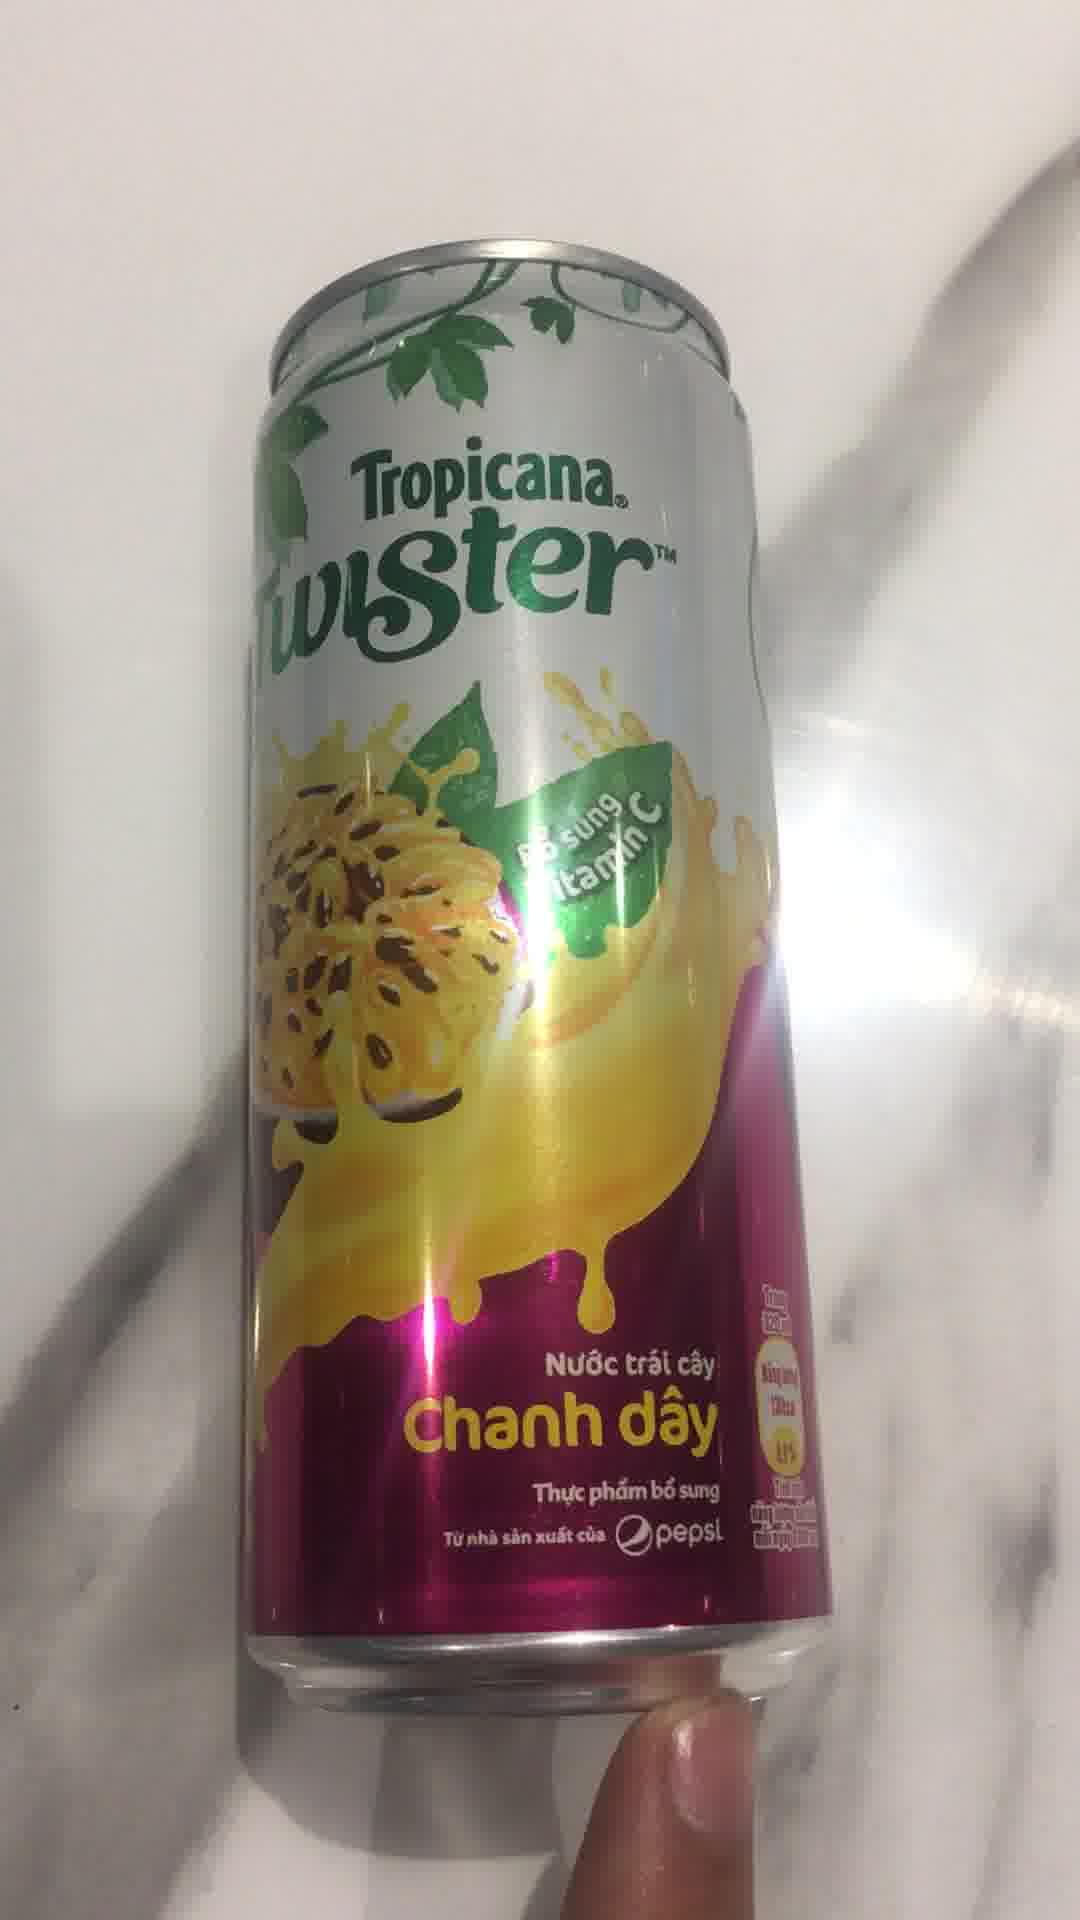 Tropicana®
Twister™
Bổ sung
vitamin C
Nước trái cây
Chanh dây
Thực phẩm bổ sung
Từ nhà sản xuất của pepsi